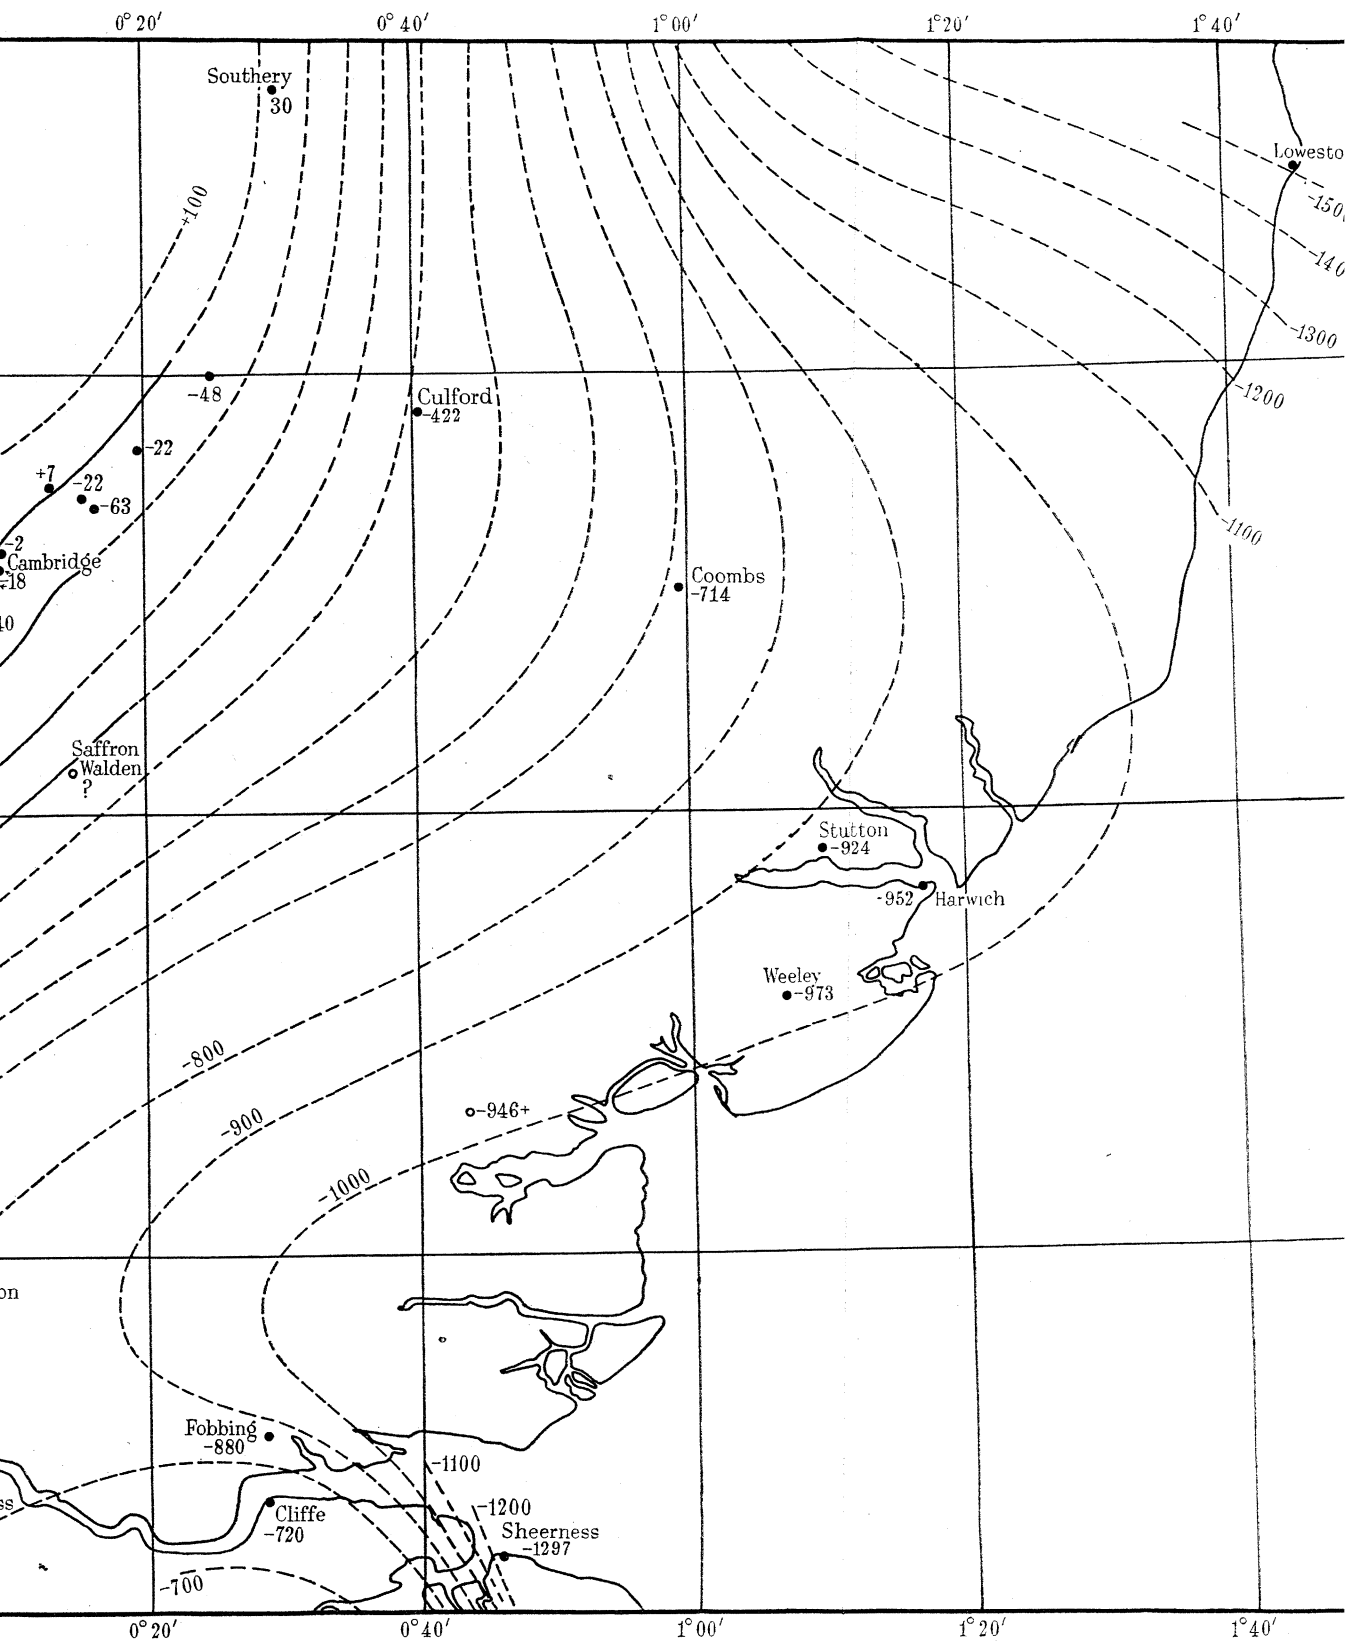 0° 20′ 0° 40′ 1° 00′ 1° 20′ 1° 40′
Southery
30
Lowesto
+100
-150
-140
-1300
-48
Culford
-422
-1200
-22
+7
-22
-63
-1100
-2
Cambridge
-18
Coombs
-714
40
Saffron
Walden
?
Stutton
-924
-952 Harwich
Weeley
-973
-800
-946+
-900
-1000
on
Fobbing
-880
-1100
ss
-1200
Cliffe
-720
Sheerness
-1297
-700
0° 20′ 0° 40′ 1° 00′ 1° 20′ 1° 40′